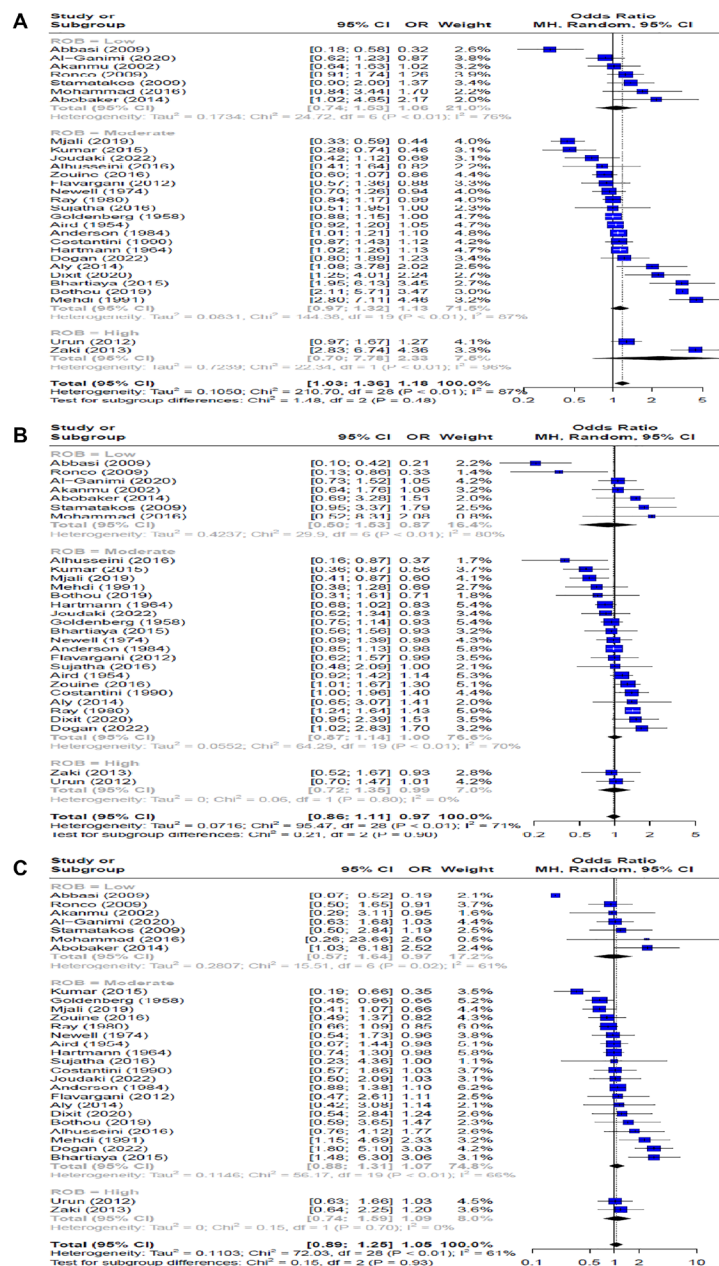 A
Study or Odds Ratio
Subgroup 95% CI OR Weight MH, Random, 95% CI
ROB = Low
Abbasi (2009) [0.18; 0.58] 0.32 2.6%
Al-Ganimi (2020) [0.62; 1.23] 0.87 3.8%
Akanmu (2002) [0.64; 1.63] 1.02 3.2%
Ronco (2009) [0.91; 1.74] 1.26 3.9%
Stamatakos (2009) [0.90; 2.00] 1.37
Mohammad (2016) [0.84; 3.44] 1.70
Abobaker (2014) [1.02; 4.65] 2.17 2.0%
Total (95% CI) [0.74; 1.53] 1.06 21.0%
Heterogeneity: Tau² = 0.1734; Chi² = 24.72, df = 6 (P < 0.01); I² = 76%
ROB = Moderate
Mjali (2019) [0.33; 0.59] 0.44 4.0%
Kumar (2015) [0.28; 0.74] 0.46 3.1%
Joudaki (2022) [0.42; 1.12] 0.69 3.1%
Alhusseini (2016) [0.41; 1.64] 0.82 2.2%
Zouine (2016) [0.60; 1.07] 0.86 4.0%
Flavargani (2012) [0.57; 1.36] 0.88
Newell (1974) [0.70; 1.26] 0.94 4.0%
Ray (1980) [0.84; 1.17] 0.99 4.6%
Sujatha (2016) [0.51; 1.95] 1.00 2.3%
Goldenberg (1958) [0.88; 1.15] 1.00 4.7%
Aird (1954) [0.92; 1.20] 1.05 4.7%
Anderson (1984) [1.01; 1.21] 1.10 4.8%
Costantini (1990) [0.87; 1.43] 1.12
Hartmann (1964) [1.02; 1.26] 1.13 4.7%
Dogan (2022) [0.80; 1.89] 1.23 3.4%
Aly (2014) [1.08; 3.78] 2.02
Dixit (2020) [1.25; 4.01] 2.24
Bhartiaya (2015) [1.95; 6.13] 3.45 2.7%
Bothou (2019) [2.11; 5.71] 3.47 3.0%
Mehdi (1991) [2.80; 7.11] 4.46 3.2%
Total (95% CI) [0.97; 1.32] 1.13 71.5%
Heterogeneity: Tau² = 0.0831; Chi² = 144.38, df = 19 (P < 0.01); I² = 87%
ROB = High
Urun (2012) [0.97; 1.67] 1.27 4.1%
Zaki (2013) [2.83; 6.74] 4.36 3.3%
Total (95% CI) [0.70; 7.78] 2.33
Heterogeneity: Tau² = 0.7239; Chi² = 22.34, df = 1 (P < 0.01); I² = 96%
Total (95% CI) [1.03; 1.36] 1.18 100.0%
Heterogeneity: Tau² = 0.1050; Chi² = 210.70, df = 28 (P < 0.01); I² = 87%
Test for subgroup differences: Chi² = 1.48, df = 2 (P = 0.48)
0.5 1 2 5
B
Study or Odds Ratio
Subgroup 95% CI OR Weight MH, Random, 95% CI
ROB = Low
Abbasi (2009) [0.10; 0.42] 0.21 2.2%
Ronco (2009) [0.13; 0.86] 0.33 1.4%
Al-Ganimi (2020) [0.73; 1.52] 1.05
Akanmu (2002) [0.64; 1.76] 1.06
Abobaker (2014) [0.69; 3.28] 1.51 2.0%
Stamatakos (2009) [0.95; 3.37] 1.79
Mohammad (2016) [0.52; 8.31] 2.08 0.8%
Total (95% CI) [0.50; 1.53] 0.87 16.4%
Heterogeneity: Tau² = 0.4237; Chi² = 29.9, df = 6 (P < 0.01); I² = 80%
ROB = Moderate
Alhusseini (2016) [0.16; 0.87] 0.37 1.7%
Kumar (2015) [0.36; 0.87] 0.56 3.7%
Mjali (2019) [0.41; 0.87] 0.60 4.1%
Mehdi (1991) [0.38; 1.28] 0.69
Bothou (2019) [0.31; 1.61] 0.71 1.8%
Hartmann (1964) [0.68; 1.02] 0.83 5.4%
Joudaki (2022) [0.52; 1.34] 0.83
Goldenberg (1958) [0.75; 1.14] 0.93 5.4%
Bhartiaya (2015) [0.56; 1.56] 0.93 3.2%
Newell (1974) [0.69; 1.39] 0.98
Anderson (1984) [0.85; 1.13] 0.98 5.8%
Flavargani (2012) [0.62; 1.57] 0.99
Sujatha (2016) [0.48; 2.09] 1.00
Aird (1954) [0.92; 1.42] 1.14 5.3%
Zouine (2016) [1.01; 1.67] 1.30
Costantini (1990) [1.00; 1.96] 1.40
Aly (2014) [0.65; 3.07] 1.41 2.0%
Ray (1980) [1.24; 1.64] 1.43 5.9%
Dixit (2020) [0.95; 2.39] 1.51
Dogan (2022) [1.02; 2.83] 1.70
Total (95% CI) [0.87; 1.14] 1.00 76.6%
Heterogeneity: Tau² = 0.0552; Chi² = 64.29, df = 19 (P < 0.01); I² = 70%
ROB = High
Zaki (2013) [0.52; 1.67] 0.93 2.8%
Urun (2012) [0.70; 1.47] 1.01 4.2%
Total (95% CI) [0.72; 1.35] 0.99 7.0%
Heterogeneity: Tau² = 0; Chi² = 0.06, df = 1 (P = 0.80); I² = 0%
Total (95% CI) [0.86; 1.11] 0.97 100.0%
Heterogeneity: Tau² = 0.0716; Chi² = 95.47, df = 28 (P < 0.01); I² = 71%
Test for subgroup differences: Chi² = 0.21, df = 2 (P = 0.90)
0.2 0.5 1 2 5
C
Study or Odds Ratio
Subgroup 95% CI OR Weight MH, Random, 95% CI
ROB = Low
Abbasi (2009) [0.07; 0.52] 0.19 2.1%
Ronco (2009) [0.50; 1.65] 0.91 3.7%
Akanmu (2002) [0.29; 3.11] 0.95 1.6%
Al-Ganimi (2020) [0.63; 1.68] 1.03 4.4%
Stamatakos (2009) [0.50; 2.84] 1.19
Mohammad (2016) [0.26; 23.66] 2.50 0.5%
Abobaker (2014) [1.03; 6.18] 2.52 2.4%
Total (95% CI) [0.57; 1.64] 0.97 17.2%
Heterogeneity: Tau² = 0.2807; Chi² = 15.51, df = 6 (P = 0.02); I² = 61%
ROB = Moderate
Kumar (2015) [0.19; 0.66] 0.35 3.5%
Goldenberg (1958) [0.45; 0.96] 0.66 5.2%
Mjali (2019) [0.41; 1.07] 0.66 4.4%
Zouine (2016) [0.49; 1.37] 0.82
Ray (1980) [0.66; 1.09] 0.85 6.0%
Newell (1974) [0.54; 1.73] 0.96 3.8%
Aird (1954) [0.67; 1.44] 0.98 5.1%
Hartmann (1964) [0.74; 1.30] 0.98 5.8%
Sujatha (2016) [0.23; 4.36] 1.00 1.1%
Costantini (1990) [0.57; 1.86] 1.03 3.7%
Joudaki (2022) [0.50; 2.09] 1.03
Anderson (1984) [0.88; 1.38] 1.10 6.2%
Flavargani (2012) [0.47; 2.61] 1.11
Aly (2014) [0.42; 3.08] 1.14 2.1%
Dixit (2020) [0.54; 2.84] 1.24 2.6%
Bothou (2019) [0.59; 3.65] 1.47
Alhusseini (2016) [0.76; 4.12] 1.77 2.6%
Mehdi (1991) [1.15; 4.69] 2.33
Dogan (2022) [1.80; 5.10] 3.03
Bhartiaya (2015) [1.48; 6.30] 3.06 3.1%
Total (95% CI) [0.88; 1.31] 1.07 74.8%
Heterogeneity: Tau² = 0.1146; Chi² = 56.17, df = 19 (P < 0.01); I² = 66%
ROB = High
Urun (2012) [0.63; 1.66] 1.03 4.5%
Zaki (2013) [0.64; 2.25] 1.20 3.6%
Total (95% CI) [0.74; 1.59] 1.09 8.0%
Heterogeneity: Tau² = 0; Chi² = 0.15, df = 1 (P = 0.70); I² = 0%
Total (95% CI) [0.89; 1.25] 1.05 100.0%
Heterogeneity: Tau² = 0.1103; Chi² = 72.03, df = 28 (P < 0.01); I² = 61%
Test for subgroup differences: Chi² = 0.15, df = 2 (P = 0.93)
0.1 0.5 1 2 10